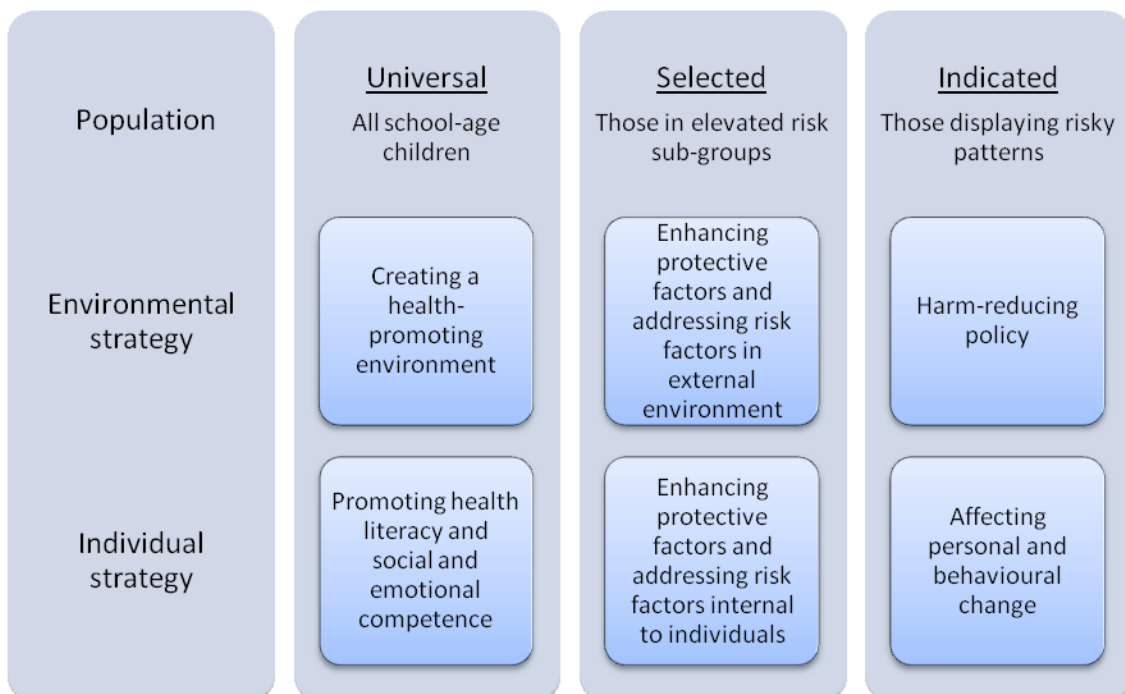 Population
Universal
All school-age
children
Selected
Those in elevated risk
sub-groups
Indicated
Those displaying risky
patterns
Environmental
strategy
Creating a
health-
promoting
environment
Enhancing
protective
factors and
addressing risk
factors in
external
environment
Harm-reducing
policy
Individual
strategy
Promoting health
literacy and
social and
emotional
competence
Enhancing
protective
factors and
addressing risk
factors internal
to individuals
Affecting
personal and
behavioural
change